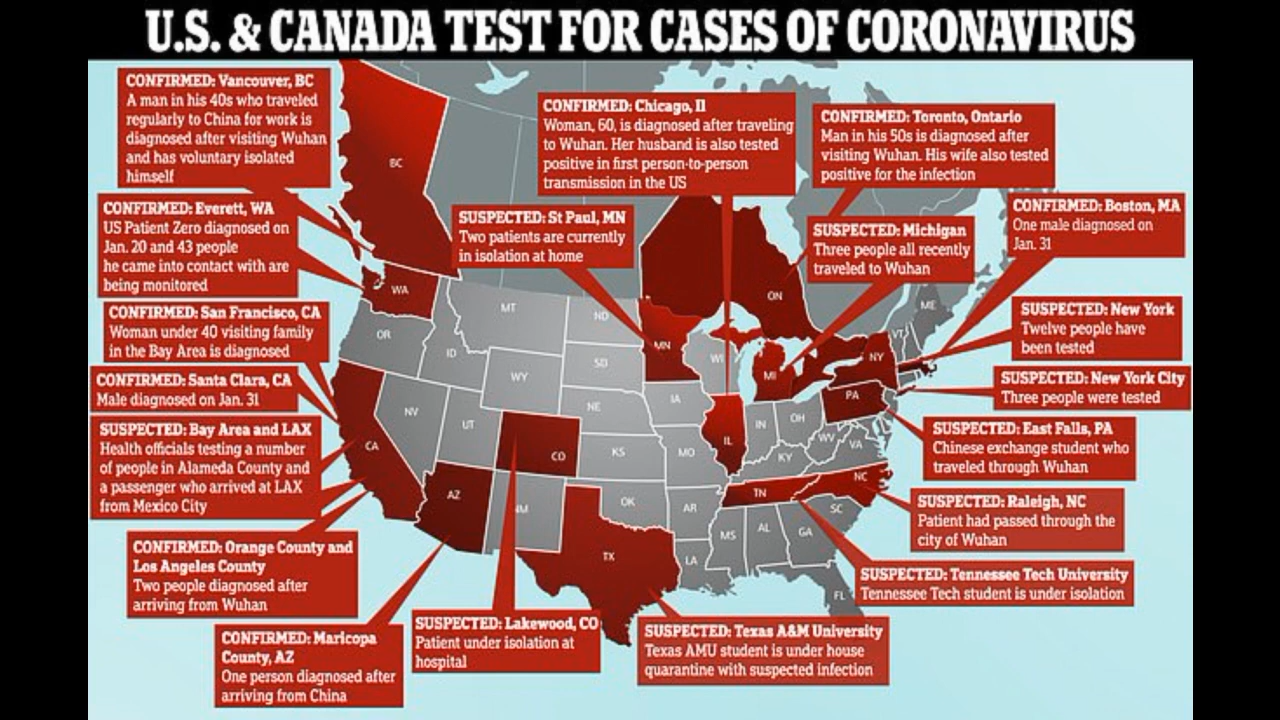 U.S. & CANADA TEST FOR CASES OF CORONAVIRUS
CONFIRMED: Vancouver, BC
A man in his 40s who traveled
regularly to China for work is
diagnosed after visiting Wuhan
and has voluntary isolated
himself
CONFIRMED: Everett, WA
US Patient Zero diagnosed on
Jan. 20 and 43 people
he came into contact with are
being monitored
CONFIRMED: San Francisco, CA
Woman under 40 visiting family
in the Bay Area is diagnosed
CONFIRMED: Santa Clara, CA
Male diagnosed on Jan. 31
SUSPECTED: Bay Area and LAX
Health officials testing a number
of people in Alameda County and
a passenger who arrived at LAX
from Mexico City
CONFIRMED: Orange County and
Los Angeles County
Two people diagnosed after
arriving from Wuhan
CONFIRMED: Maricopa
County, AZ
One person diagnosed after
arriving from China
SUSPECTED: Lakewood, CO
Patient under isolation at
hospital
SUSPECTED: St Paul, MN
Two patients are currently
in isolation at home
CONFIRMED: Chicago, Il
Woman, 60, is diagnosed after traveling
to Wuhan. Her husband is also tested
positive in first person-to-person
transmission in the US
CONFIRMED: Toronto, Ontario
Man in his 50s is diagnosed after
visiting Wuhan. His wife also tested
positive for the infection
SUSPECTED: Michigan
Three people all recently
traveled to Wuhan
CONFIRMED: Boston, MA
One male diagnosed on
Jan. 31
SUSPECTED: New York
Twelve people have
been tested
SUSPECTED: New York City
Three people were tested
SUSPECTED: East Falls, PA
Chinese exchange student who
traveled through Wuhan
SUSPECTED: Raleigh, NC
Patient had passed through the
city of Wuhan
SUSPECTED: Tennessee Tech University
Tennessee Tech student is under isolation
SUSPECTED: Texas A&M University
Texas AMU student is under house
quarantine with suspected infection
BC
WA
OR
MT
ID
WY
ND
SD
NE
MN
WI
IA
ON
MI
NY
VT
ME
PA
NV
UT
CA
CO
KS
MO
IL
IN
OH
WV
VA
KY
AZ
NM
OK
AR
TN
NC
SC
TX
LA
MS
AL
GA
FL